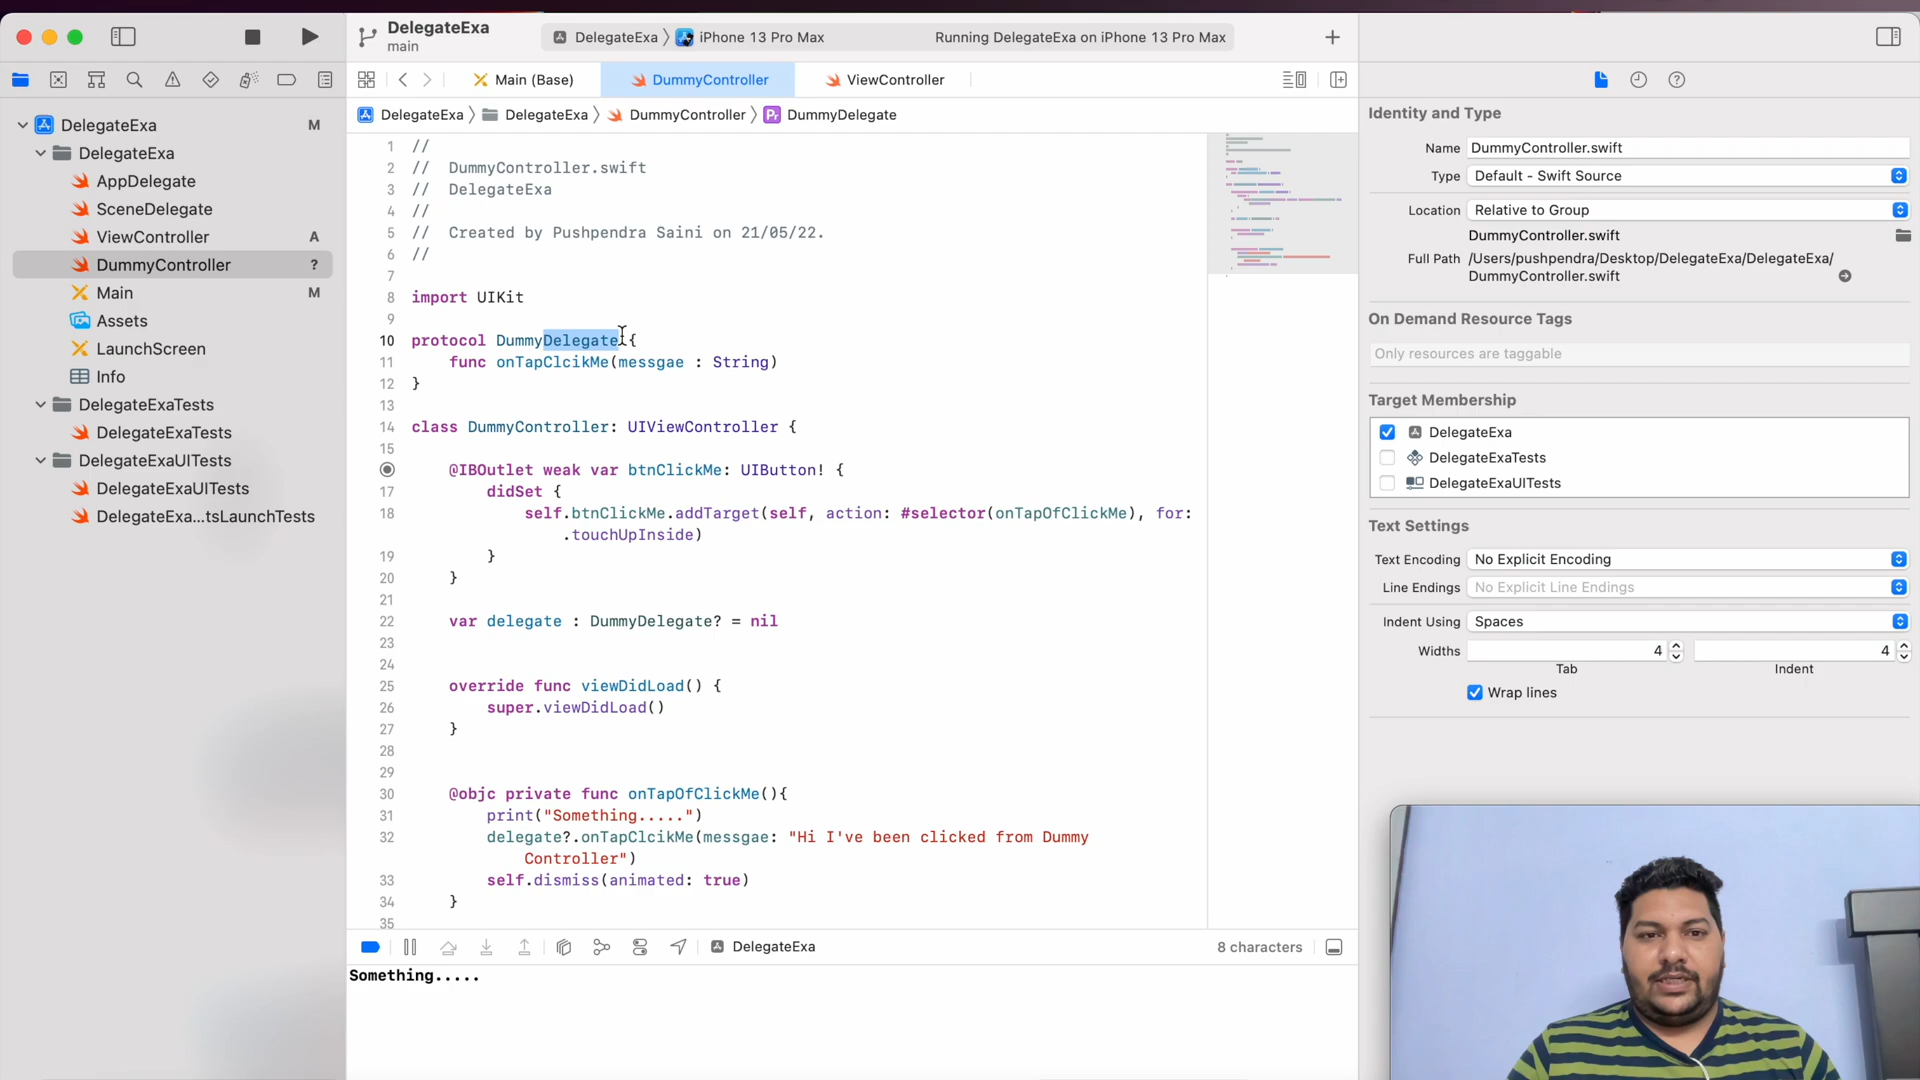 DelegateExa
main
DelegateExa
iPhone 13 Pro Max
Running DelegateExa on iPhone 13 Pro Max
Main (Base)
DummyController
ViewController
DelegateExa
DelegateExa
DummyController
DummyDelegate
DelegateExa
M
DelegateExa
AppDelegate
SceneDelegate
ViewController
A
DummyController
?
Main
M
Assets
LaunchScreen
Info
DelegateExaTests
DelegateExaTests
DelegateExaUITests
DelegateExaUITests
DelegateExa...tsLaunchTests
1 //
2 // DummyController.swift
3 // DelegateExa
4 //
5 // Created by Pushpendra Saini on 21/05/22.
6 //
7
8 import UIKit
9
10 protocol DummyDelegate {
11 func onTapClcikMe(messgae : String)
12 }
13
14 class DummyController: UIViewController {
15
@IBOutlet weak var btnClickMe: UIButton! {
17 didSet {
18 self.btnClickMe.addTarget(self, action: #selector(onTapOfClickMe), for:
.touchUpInside)
19 }
20 }
21
22 var delegate : DummyDelegate? = nil
23
24
25 override func viewDidLoad() {
26 super.viewDidLoad()
27 }
28
29
30 @objc private func onTapOfClickMe(){
31 print("Something.....")
32 delegate?.onTapClcikMe(messgae: "Hi I've been clicked from Dummy
Controller")
33 self.dismiss(animated: true)
34 }
35
DelegateExa
8 characters
Something.....
Identity and Type
Name DummyController.swift
Type Default - Swift Source
Location Relative to Group
DummyController.swift
Full Path /Users/pushpendra/Desktop/DelegateExa/DelegateExa/
DummyController.swift
On Demand Resource Tags
Only resources are taggable
Target Membership
DelegateExa
DelegateExaTests
DelegateExaUITests
Text Settings
Text Encoding No Explicit Encoding
Line Endings No Explicit Line Endings
Indent Using Spaces
Widths 4 4
Tab Indent
Wrap lines